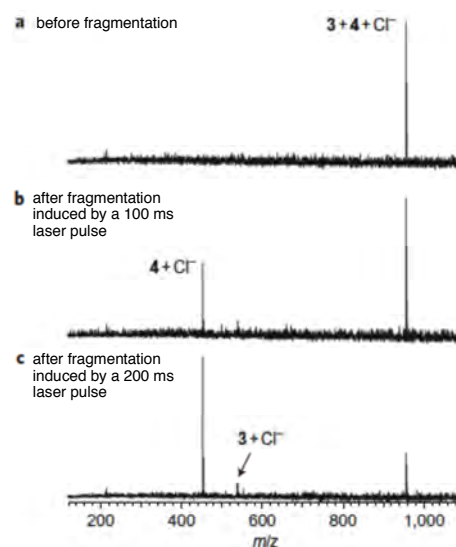 a before fragmentation
3 + 4 + Cl⁻
b after fragmentation
induced by a 100 ms
laser pulse
4 + Cl⁻
c after fragmentation
induced by a 200 ms
laser pulse
3 + Cl⁻
200 400 600 800 1,000
m/z